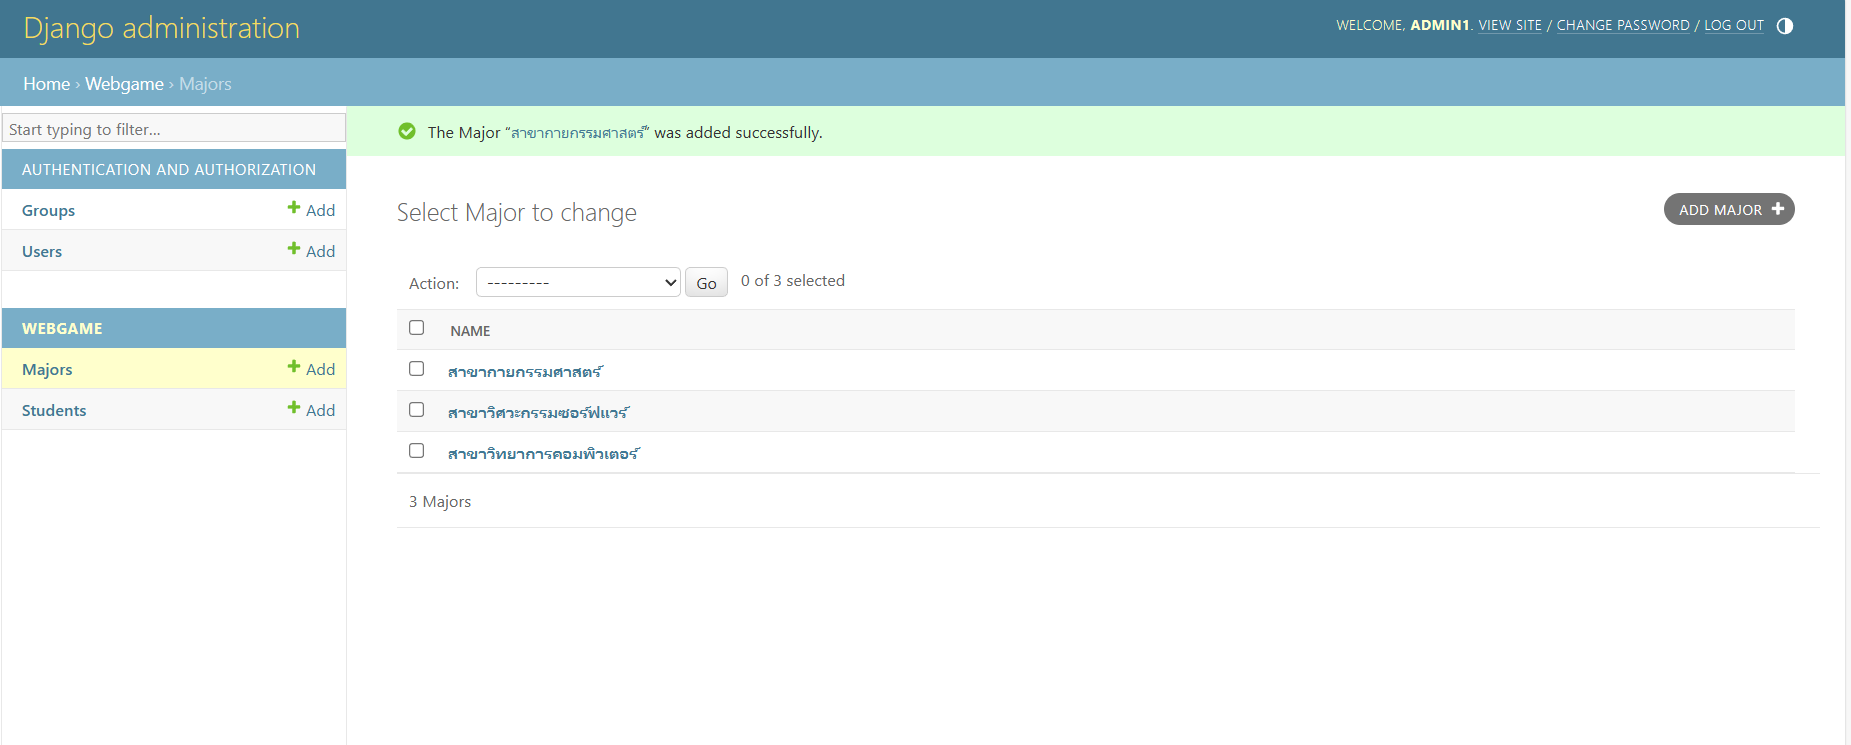 Django administration
WELCOME, ADMIN1. VIEW SITE / CHANGE PASSWORD / LOG OUT
Home › Webgame › Majors
Start typing to filter...
AUTHENTICATION AND AUTHORIZATION
Groups
Add
Users
Add
WEBGAME
Majors
Add
Students
Add
The Major “สาขากายกรรมศาสตร์” was added successfully.
Select Major to change
ADD MAJOR
Action: --------- Go 0 of 3 selected
NAME
สาขากายกรรมศาสตร์
สาขาวิศวะกรรมซอร์ฟแวร์
สาขาวิทยาการคอมพิวเตอร์
3 Majors